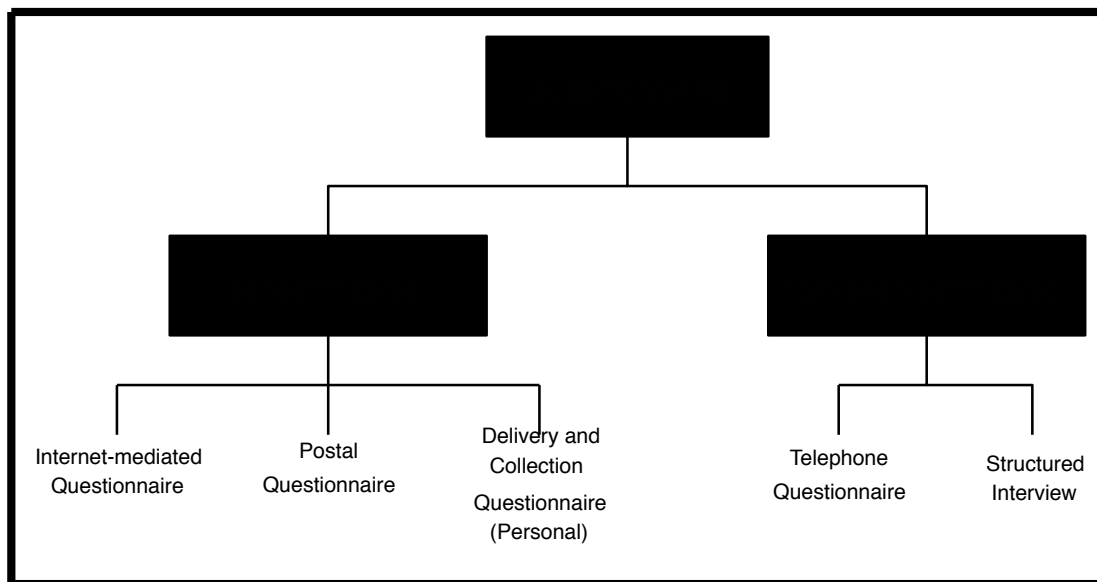 Internet-mediated
Questionnaire
Postal
Questionnaire
Delivery and
Collection
Questionnaire
(Personal)
Telephone
Questionnaire
Structured
Interview